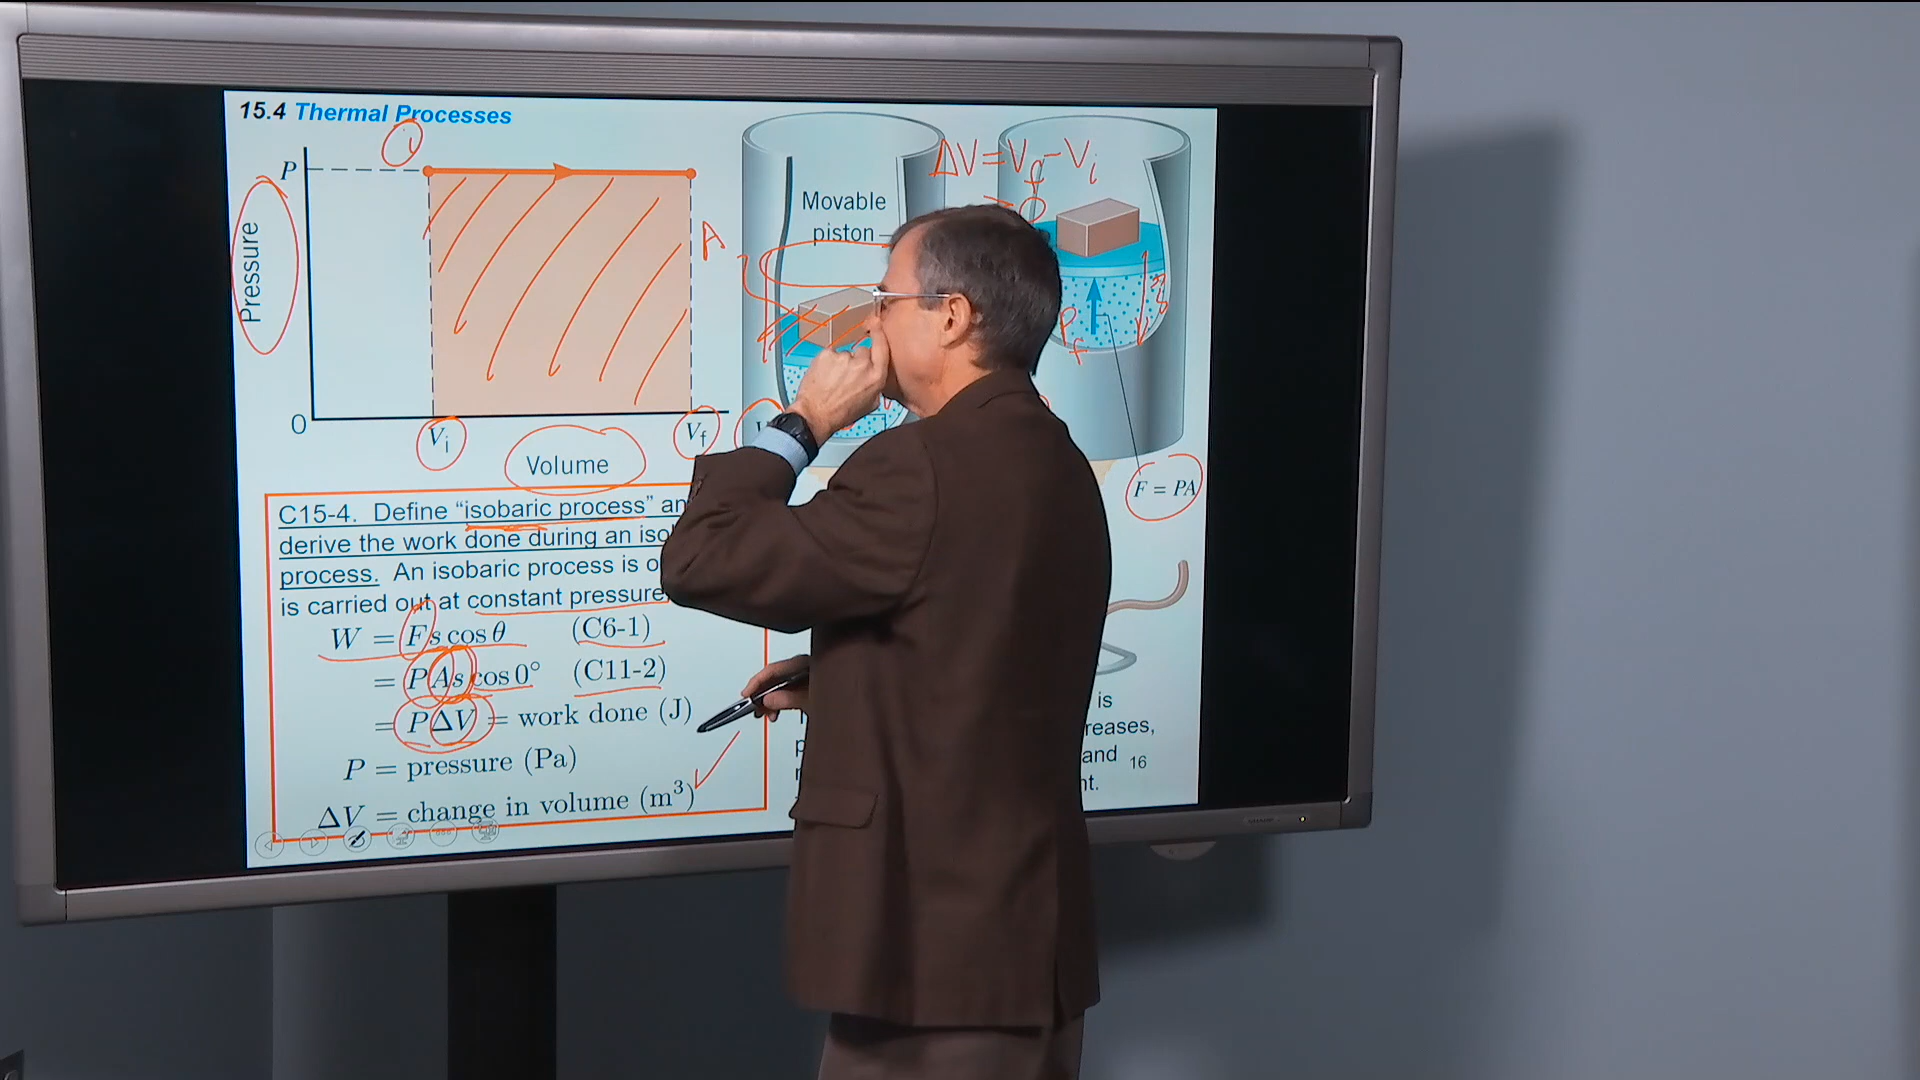 15.4 Thermal Processes
P
Pressure
0
Vi
Vf
Volume
A
Movable
piston
ΔV=Vf-Vi
Pf
F = PA
C15-4. Define "isobaric process" an
derive the work done during an iso
process. An isobaric process is o
is carried out at constant pressure
W = Fs cos θ (C6-1)
= PAs cos 0° (C11-2)
= PΔV = work done (J)
P = pressure (Pa)
ΔV = change in volume (m³)
is
reases,
and 16
nt.